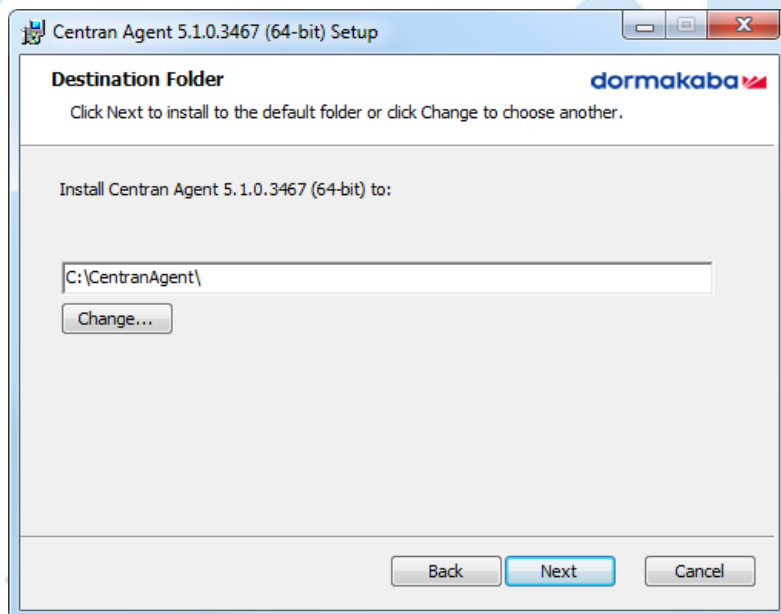 Centran Agent 5.1.0.3467 (64-bit) Setup
Destination Folder
dormakaba
Click Next to install to the default folder or click Change to choose another.
Install Centran Agent 5.1.0.3467 (64-bit) to:
C:\CentranAgent\
Change...
Back Next Cancel